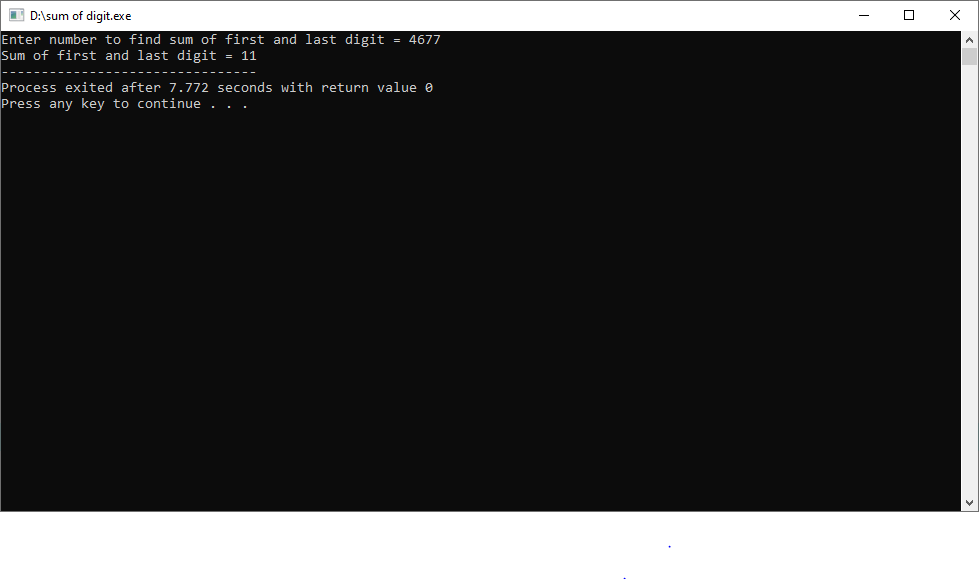 D:\sum of digit.exe
Enter number to find sum of first and last digit = 4677
Sum of first and last digit = 11
--------------------------------
Process exited after 7.772 seconds with return value 0
Press any key to continue . . .